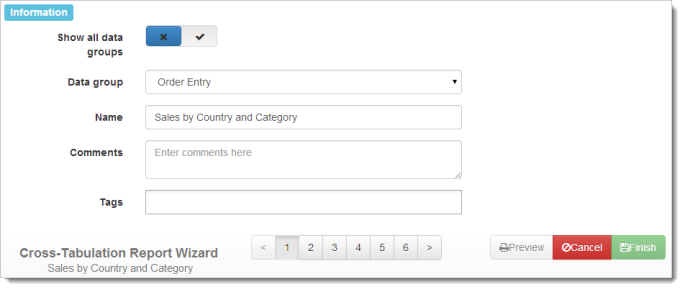 Information
Show all data
groups
Data group
Order Entry
Name
Sales by Country and Category
Comments
Enter comments here
Tags
Cross-Tabulation Report Wizard
Sales by Country and Category
< 1 2 3 4 5 6 >
Preview Cancel Finish